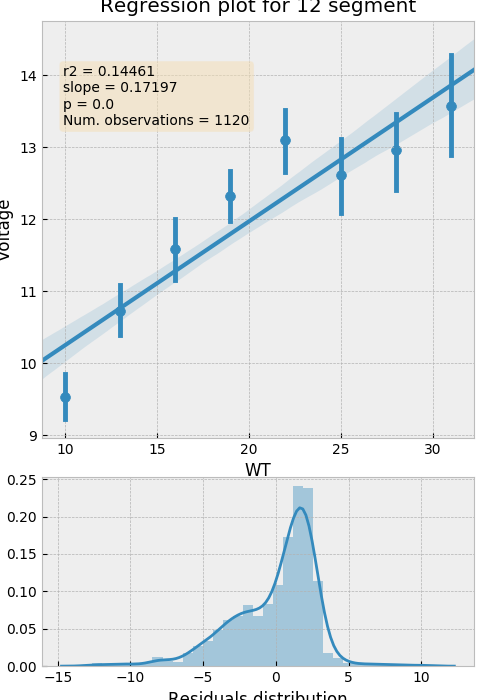 Regression plot for 12 segment
r2 = 0.14461
slope = 0.17197
p = 0.0
Num. observations = 1120
Voltage
14
13
12
11
10
9
10 15 20 25 30
WT
0.25
0.20
0.15
0.10
0.05
0.00
−15 −10 −5 0 5 10
Residuals distribution